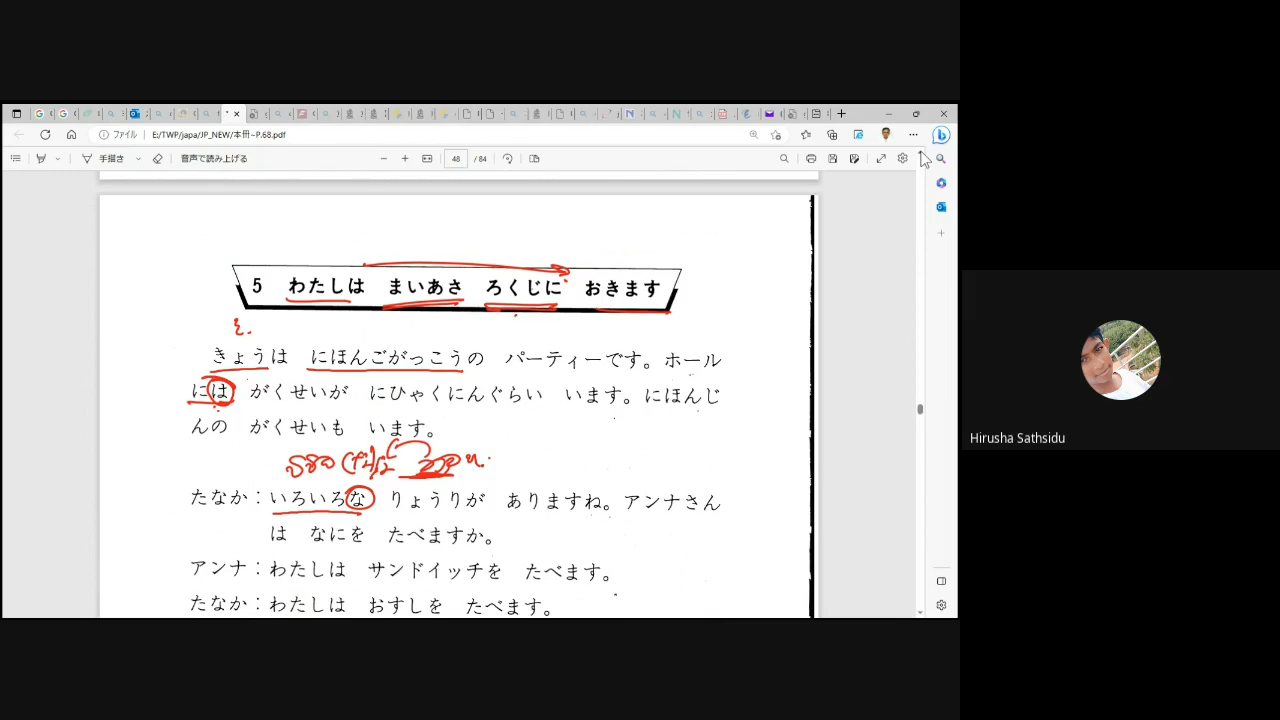 ファイル E:/TWP/japa/JP_NEW/本冊~P.68.pdf
手書き 音声で読み上げる 48 / 84
5 わたしは まいあさ ろくじに おきます
きょうは にほんごがっこうの パーティーです。ホール
には がくせいが にひゃくにんぐらい います。にほんじ
んの がくせいも います。
たなか：いろいろな りょうりが ありますね。アンナさん
は なにを たべますか。
アンナ：わたしは サンドイッチを たべます。
たなか：わたしは おすしを たべます。
Hirusha Sathsidu